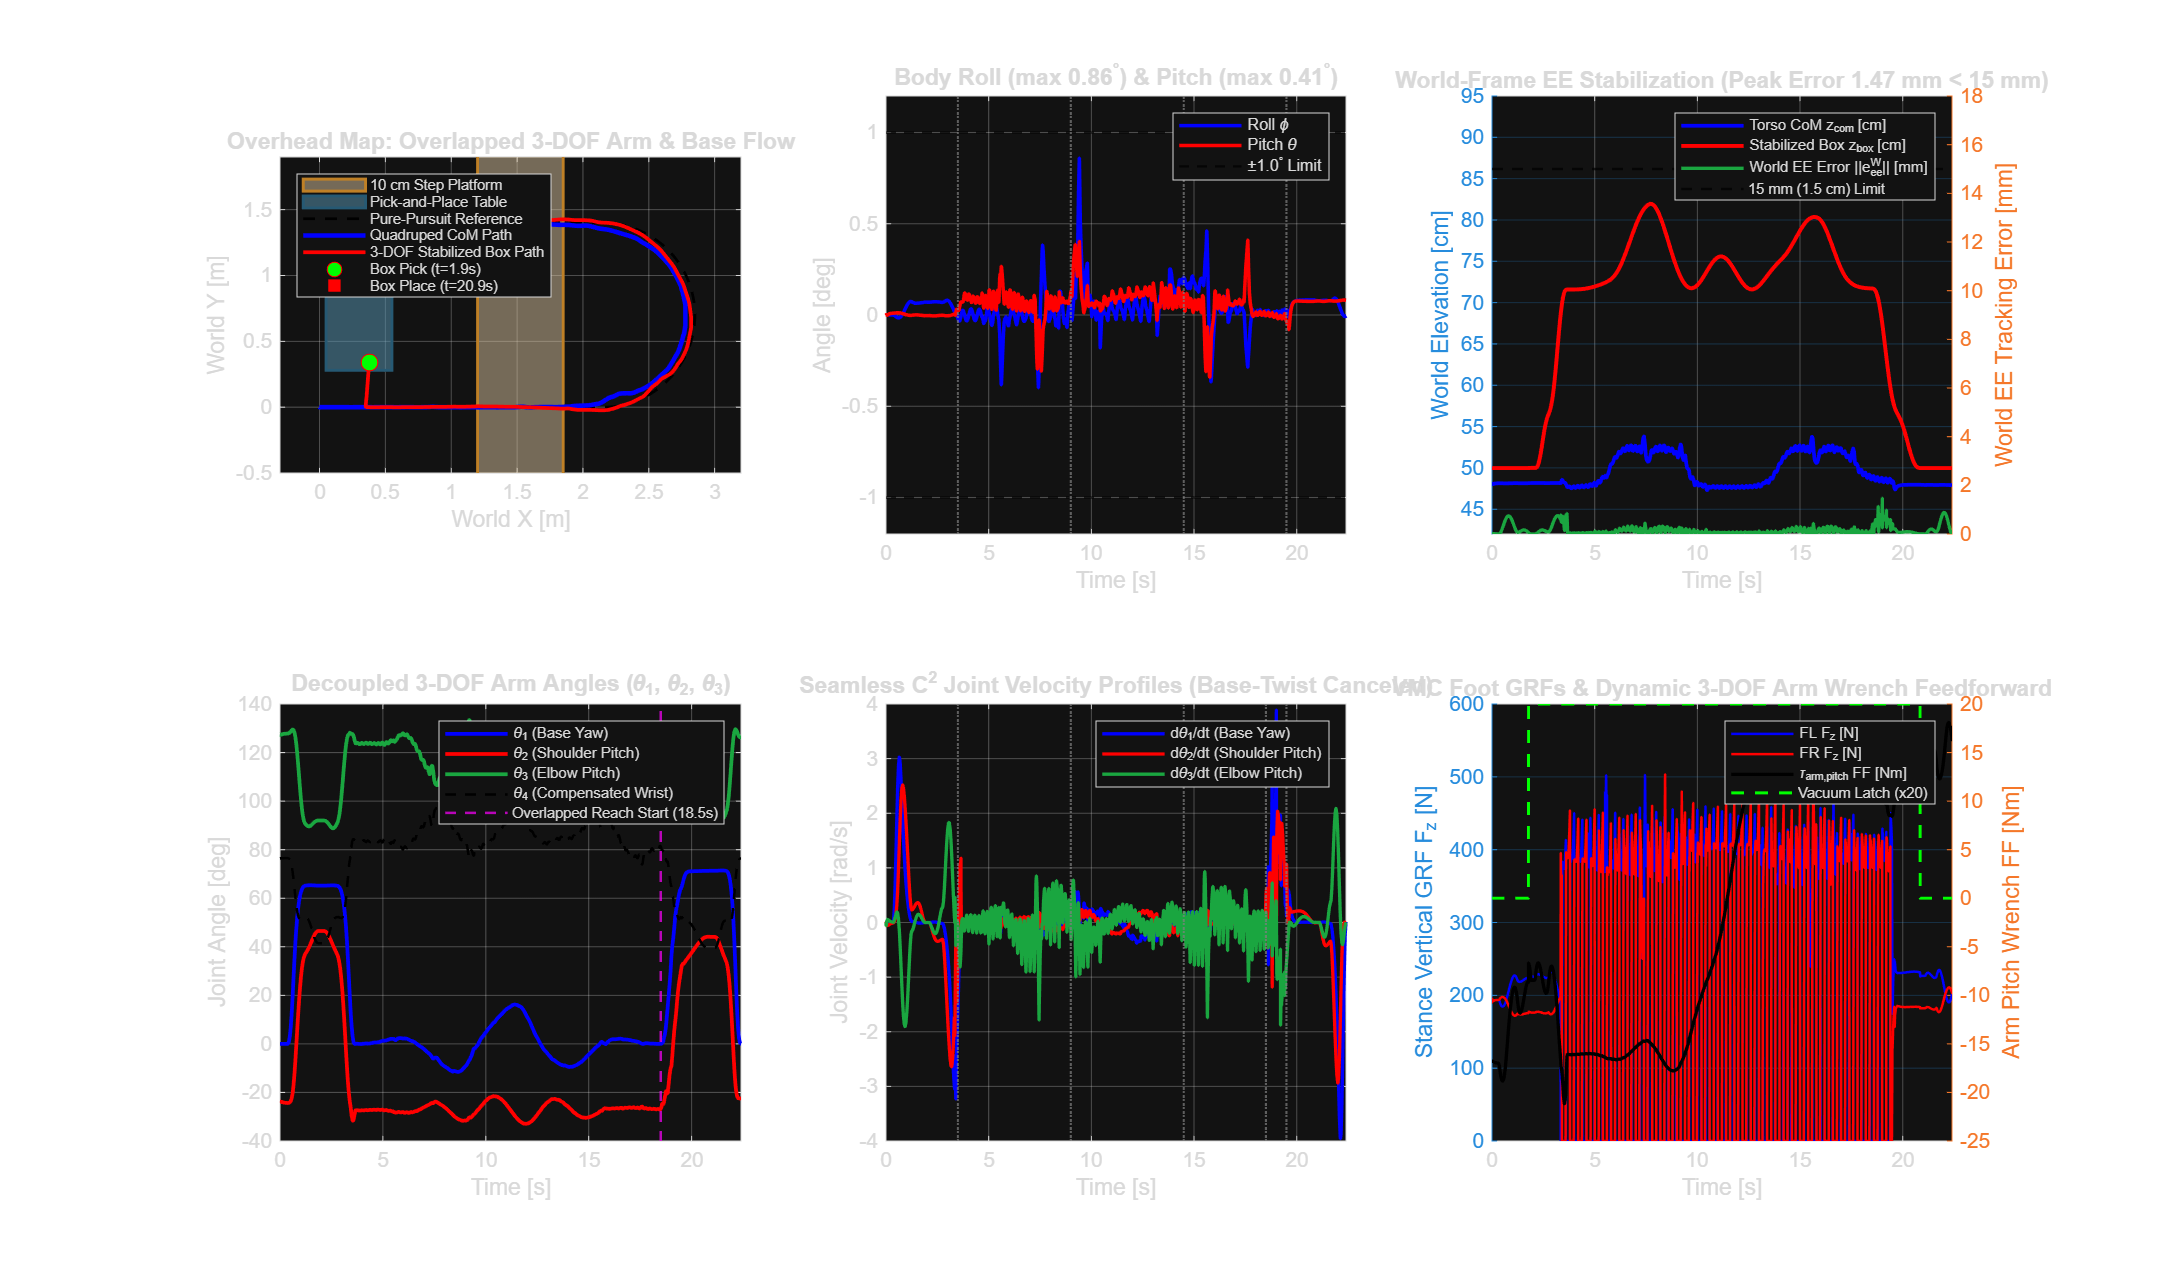 Overhead Map: Overlapped 3-DOF Arm & Base Flow
10 cm Step Platform
Pick-and-Place Table
Pure-Pursuit Reference
Quadruped CoM Path
3-DOF Stabilized Box Path
Box Pick (t=1.9s)
Box Place (t=20.9s)
World Y [m]
1.5
1
0.5
0
-0.5
0 0.5 1 1.5 2 2.5 3
World X [m]
Body Roll (max 0.86°) & Pitch (max 0.41°)
Roll ϕ
Pitch θ
±1.0° Limit
Angle [deg]
1
0.5
0
-0.5
-1
0 5 10 15 20
Time [s]
World-Frame EE Stabilization (Peak Error 1.47 mm < 15 mm)
Torso CoM z_com [cm]
Stabilized Box z_box [cm]
World EE Error ||e^W_ee|| [mm]
15 mm (1.5 cm) Limit
World Elevation [cm]
95
90
85
80
75
70
65
60
55
50
45
World EE Tracking Error [mm]
18
16
14
12
10
8
6
4
2
0
0 5 10 15 20
Time [s]
Decoupled 3-DOF Arm Angles (θ₁, θ₂, θ₃)
θ₁ (Base Yaw)
θ₂ (Shoulder Pitch)
θ₃ (Elbow Pitch)
θ₄ (Compensated Wrist)
Overlapped Reach Start (18.5s)
Joint Angle [deg]
140
120
100
80
60
40
20
0
-20
-40
0 5 10 15 20
Time [s]
Seamless C² Joint Velocity Profiles (Base-Twist Canceled)
dθ₁/dt (Base Yaw)
dθ₂/dt (Shoulder Pitch)
dθ₃/dt (Elbow Pitch)
Joint Velocity [rad/s]
4
3
2
1
0
-1
-2
-3
-4
0 5 10 15 20
Time [s]
VMC Foot GRFs & Dynamic 3-DOF Arm Wrench Feedforward
FL F_z [N]
FR F_z [N]
τ_arm,pitch FF [Nm]
Vacuum Latch (x20)
Stance Vertical GRF F_z [N]
600
500
400
300
200
100
0
Arm Pitch Wrench FF [Nm]
20
15
10
5
0
-5
-10
-15
-20
-25
0 5 10 15 20
Time [s]